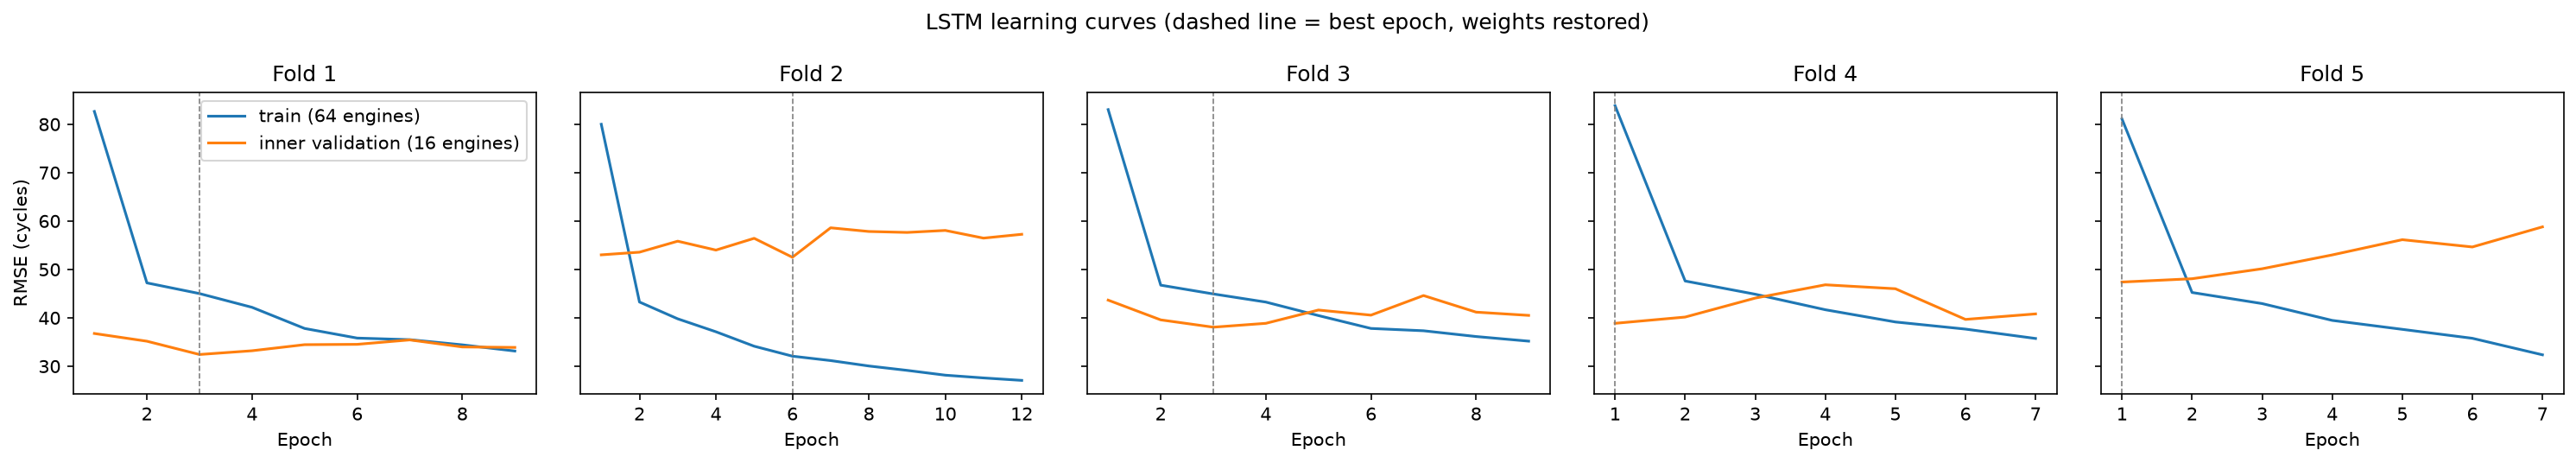 LSTM learning curves (dashed line = best epoch, weights restored)
Fold 1
Fold 2
Fold 3
Fold 4
Fold 5
train (64 engines)
inner validation (16 engines)
RMSE (cycles)
80
70
60
50
40
30
2 4 6 8
2 4 6 8 10 12
2 4 6 8
1 2 3 4 5 6 7
1 2 3 4 5 6 7
Epoch
Epoch
Epoch
Epoch
Epoch